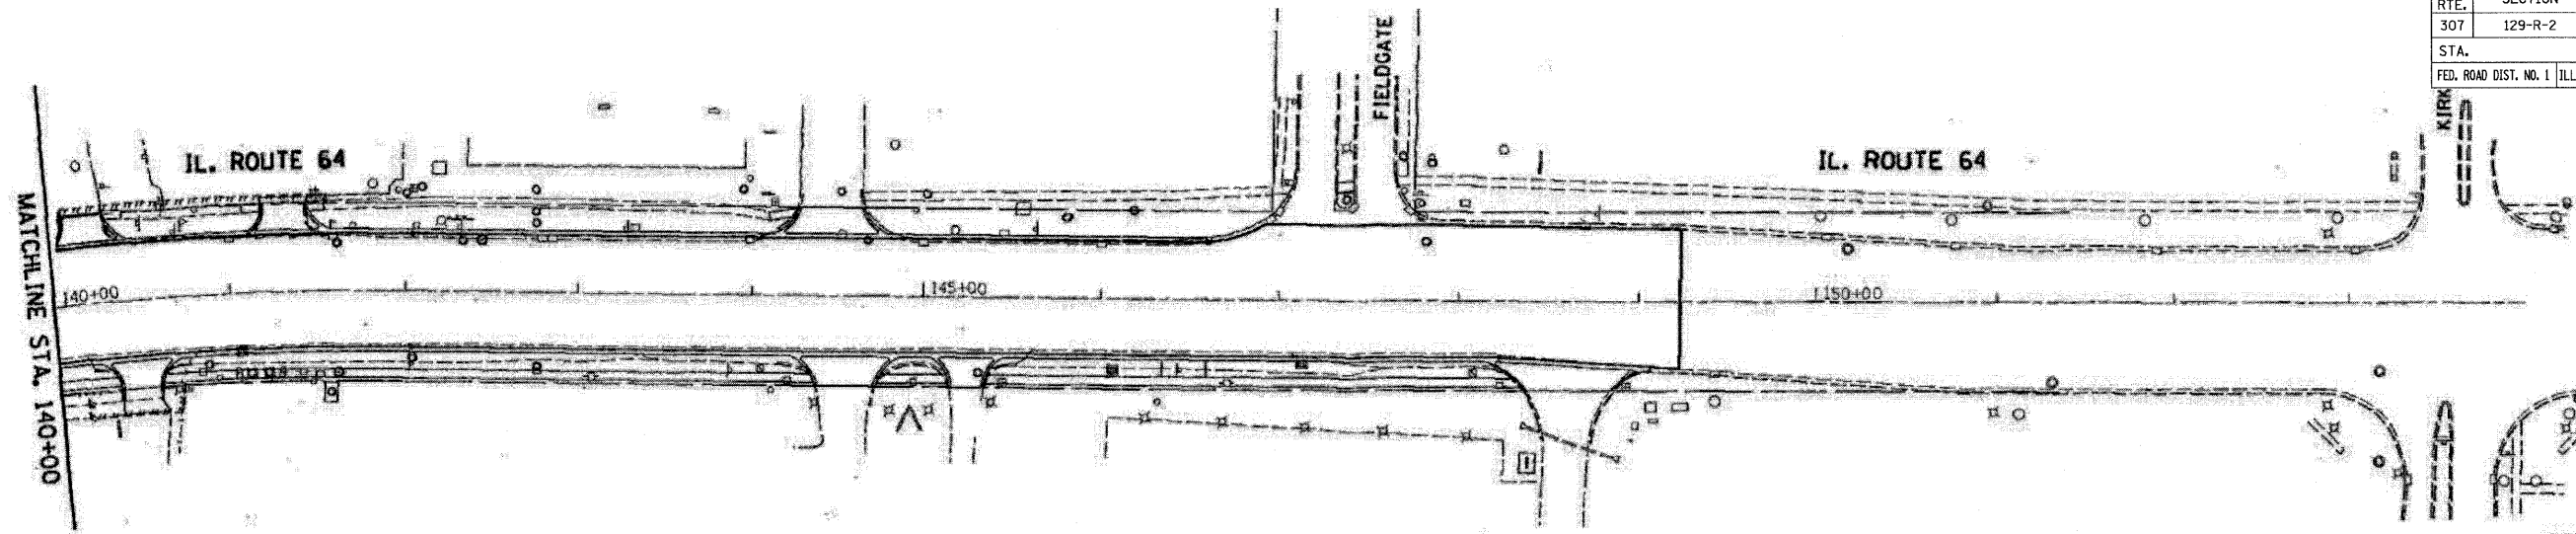 RTE. SECTION
307 129-R-2
STA.
FED. ROAD DIST. NO. 1 ILL
FIELDGATE
KIRK
IL. ROUTE 64
IL. ROUTE 64
MATCHLINE STA. 140+00
140+00
145+00
150+00